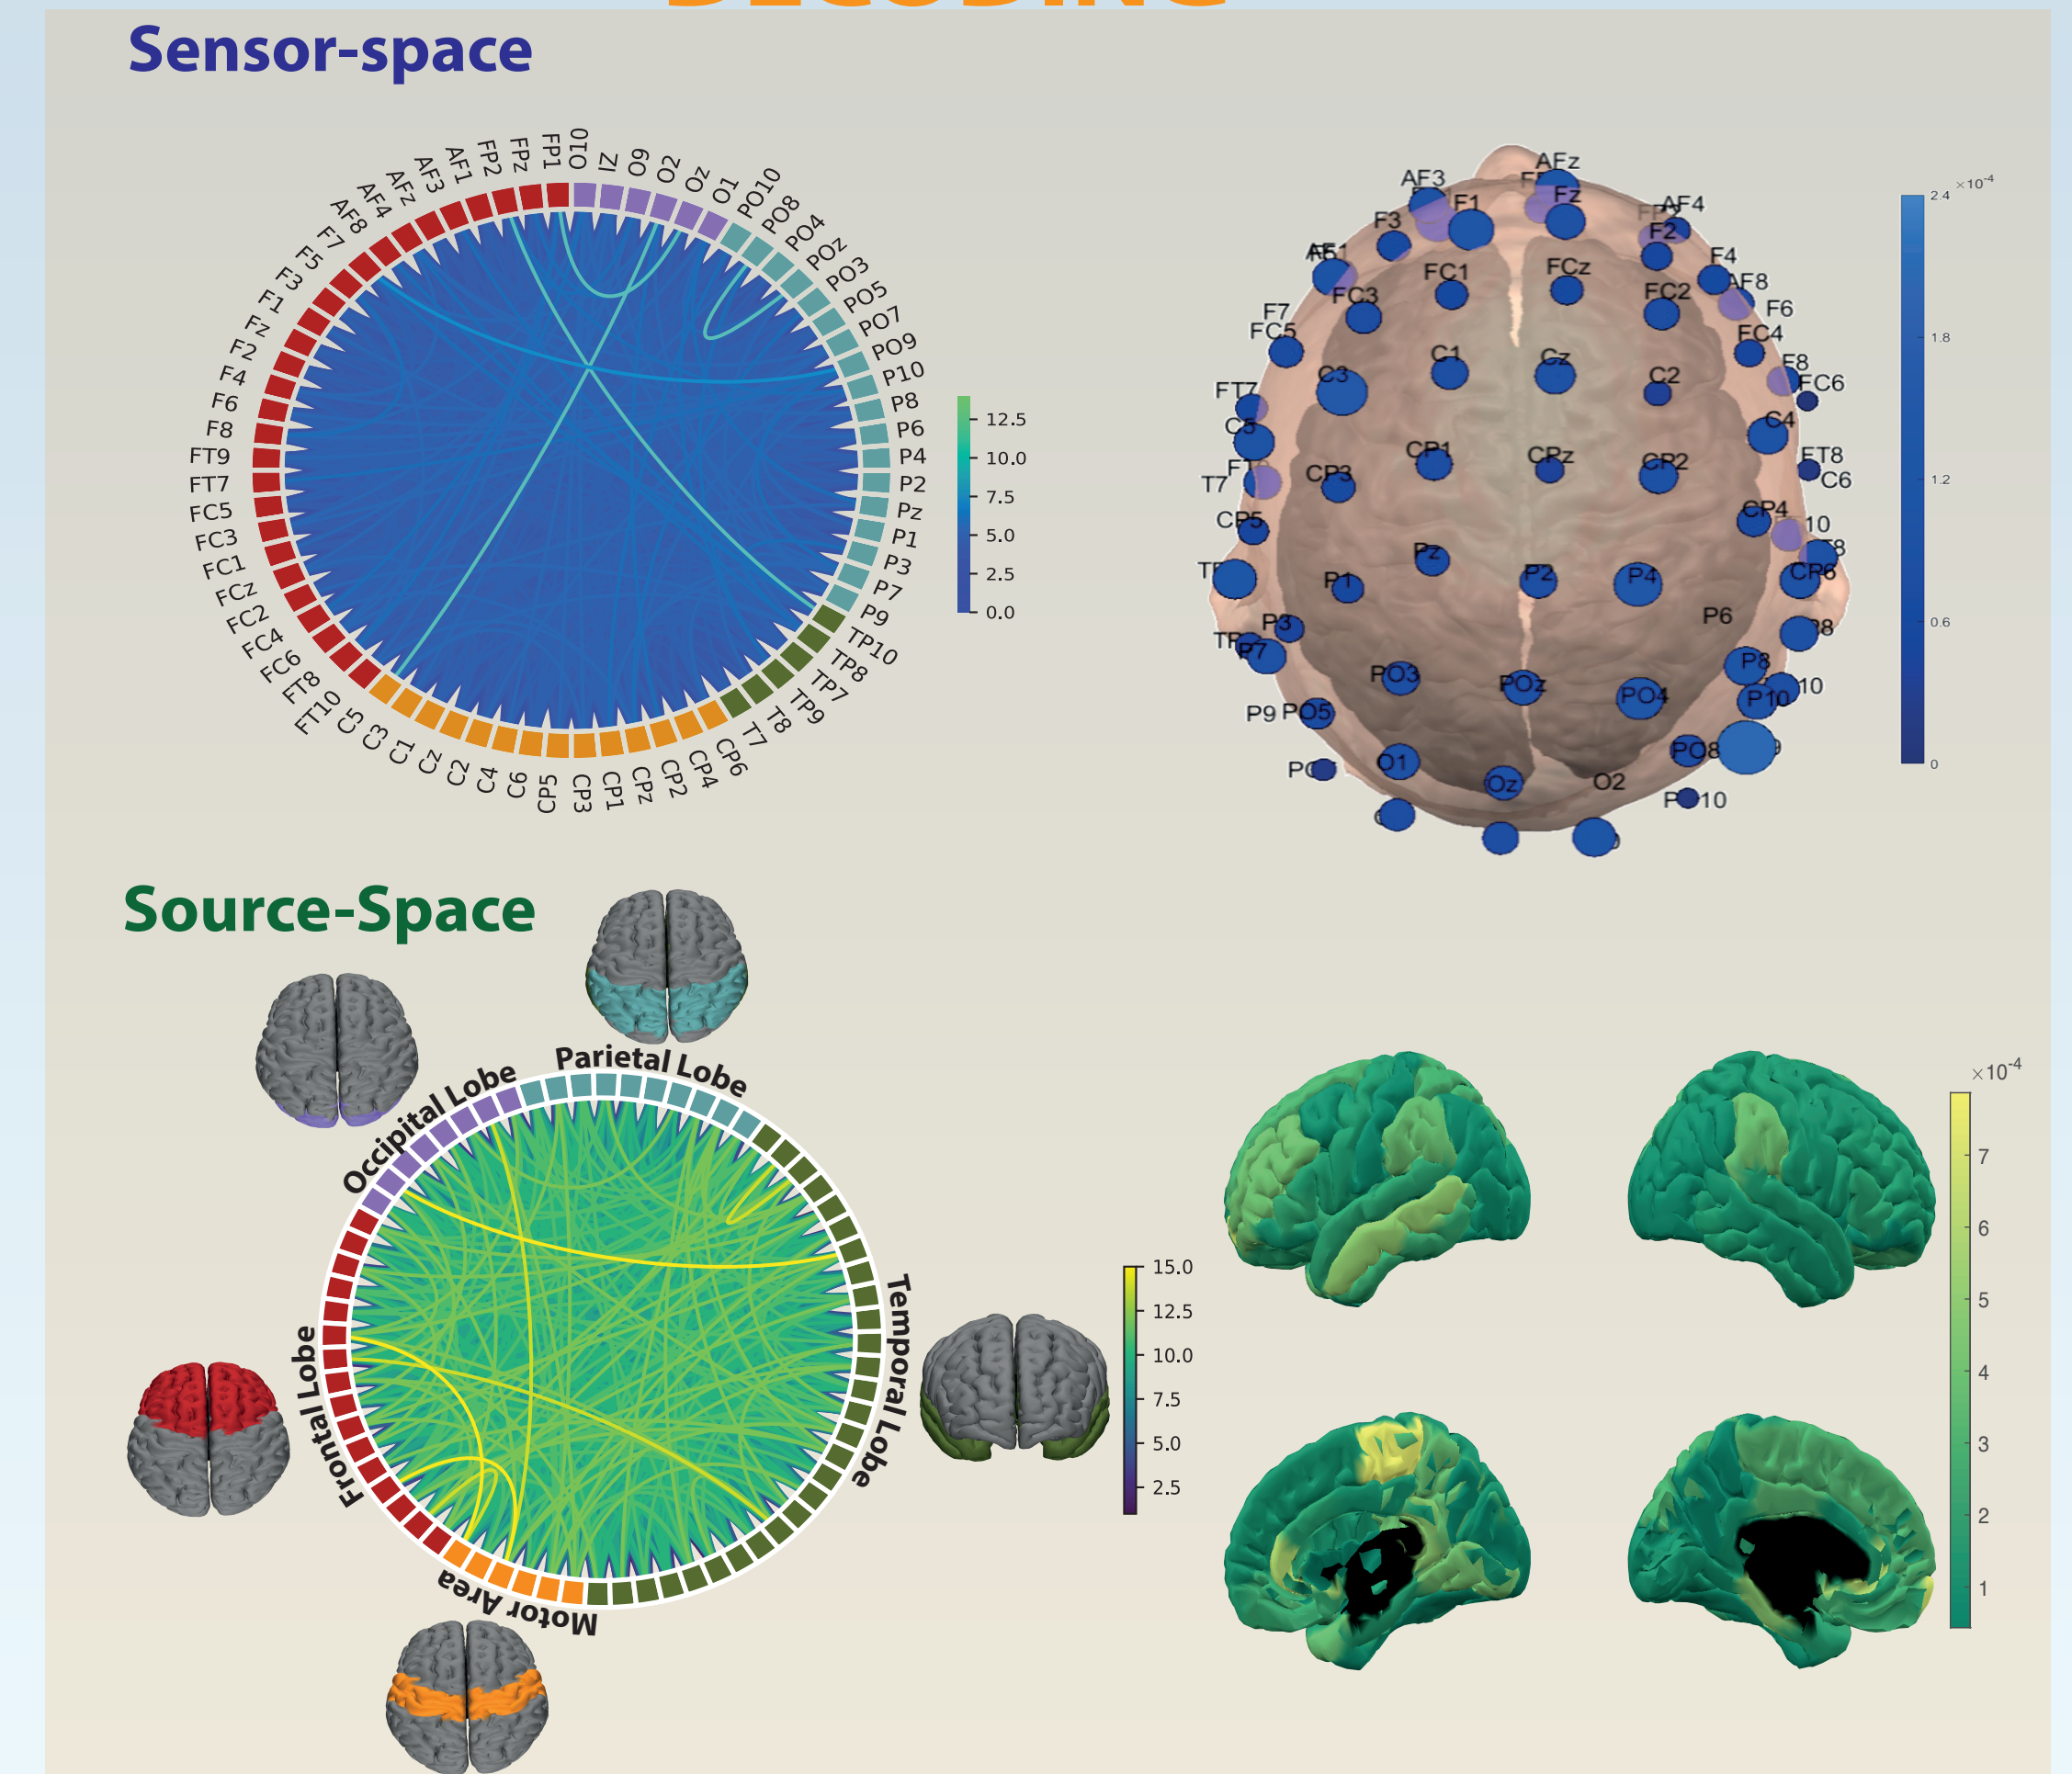 DECODING
Sensor-space
O10
IZ
O9
O2
Oz
O1
PO10
PO8
PO4
POz
PO3
PO5
PO7
PO9
P10
P8
P6
P4
P2
Pz
P1
P3
P7
P9
TP10
TP8
TP7
TP9
T8
T7
CP6
CP4
CP2
CPz
CP1
CP3
CP5
C6
C4
C2
Cz
C1
C3
C5
FT10
FT8
FC6
FC4
FC2
FCz
FC1
FC3
FC5
FT7
FT9
F8
F6
F4
F2
Fz
F1
F3
F5
F7
AF8
AF4
AFz
AF3
AF1
FP2
FPz
FP1
12.5
10.0
7.5
5.0
2.5
0.0
AFz
AF3
Fz
AF4
F1
F3
F2
F4
AF8
F6
FC1
FCz
FC2
FC3
F7
FC5
FC4
F8
FC6
C1
Cz
C2
C3
FT7
C5
C4
FT8
C6
CP1
CPz
CP2
CP3
T7
CP5
CP4
10
Pz
P2
P4
P1
CP6
P6
P3
P7
P8
PO3
POz
PO4
10
P10
P9 PO5
PO8
O1
Oz
O2
2.4 ×10-4
1.8
1.2
0.6
0
Source-Space
Parietal Lobe
Occipital Lobe
Frontal Lobe
Temporal Lobe
Motor Area
15.0
12.5
10.0
7.5
5.0
2.5
×10-4
7
6
5
4
3
2
1